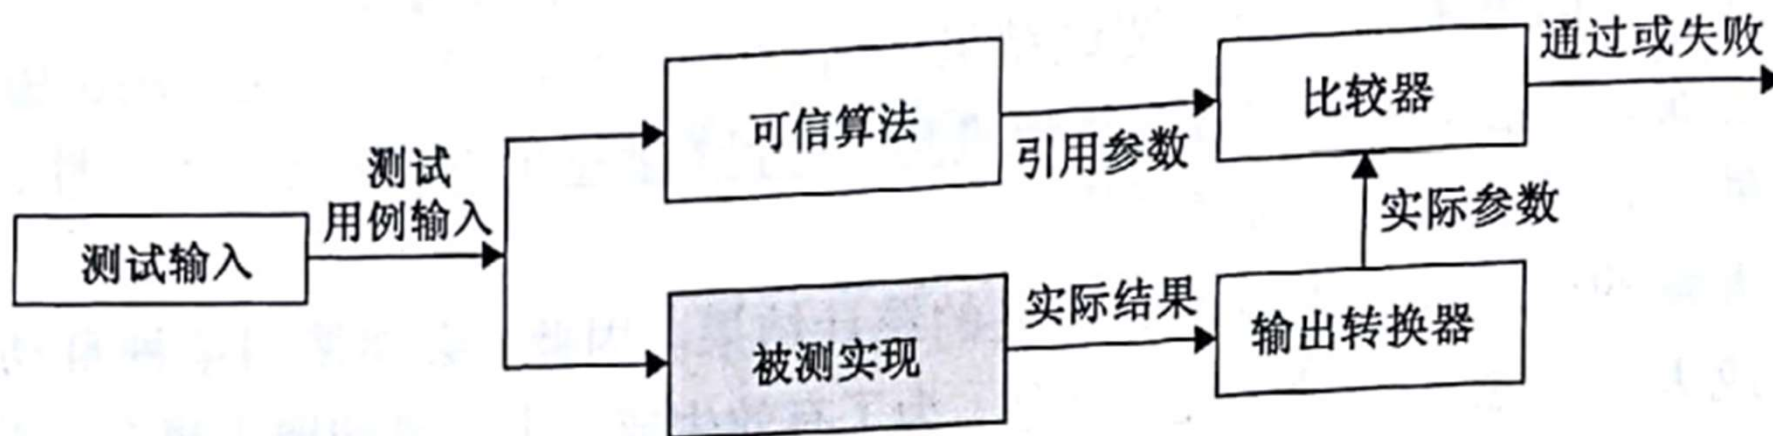 测试输入
测试
用例输入
可信算法
引用参数
比较器
通过或失败
被测实现
实际结果
输出转换器
实际参数